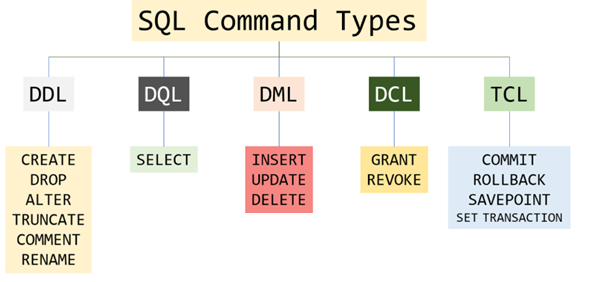 SQL Command Types
DDL
DQL
DML
DCL
TCL
CREATE
DROP
ALTER
TRUNCATE
COMMENT
RENAME
SELECT
INSERT
UPDATE
DELETE
GRANT
REVOKE
COMMIT
ROLLBACK
SAVEPOINT
SET TRANSACTION